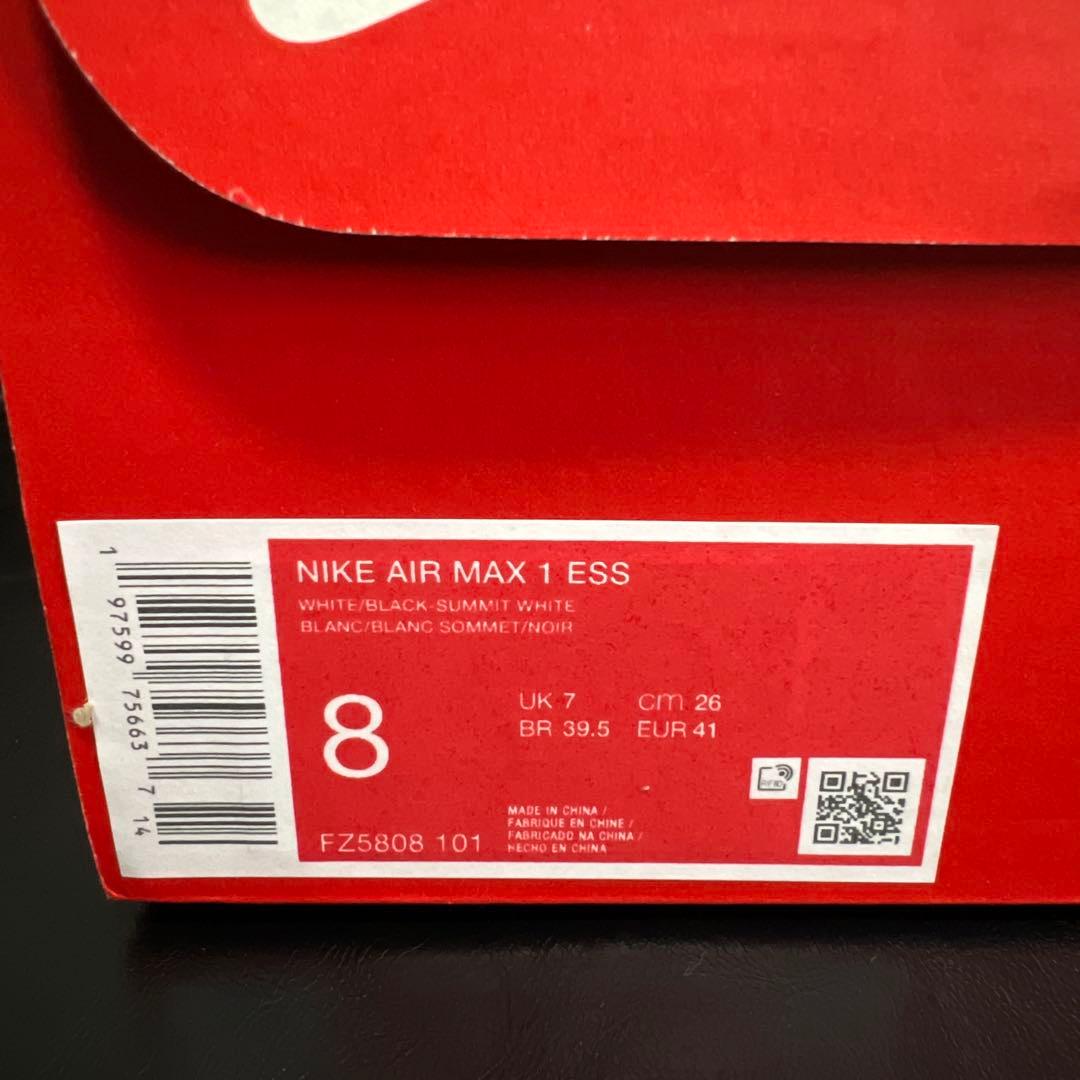 NIKE AIR MAX 1 ESS
WHITE/BLACK-SUMMIT WHITE
BLANC/BLANC SOMMET/NOIR
8
UK 7 cm 26
BR 39.5 EUR 41
FZ5808 101
MADE IN CHINA /
FABRIQUE EN CHINE /
FABRICADO NA CHINA /
HECHO EN CHINA
RFID
1 97599 75663 7 14